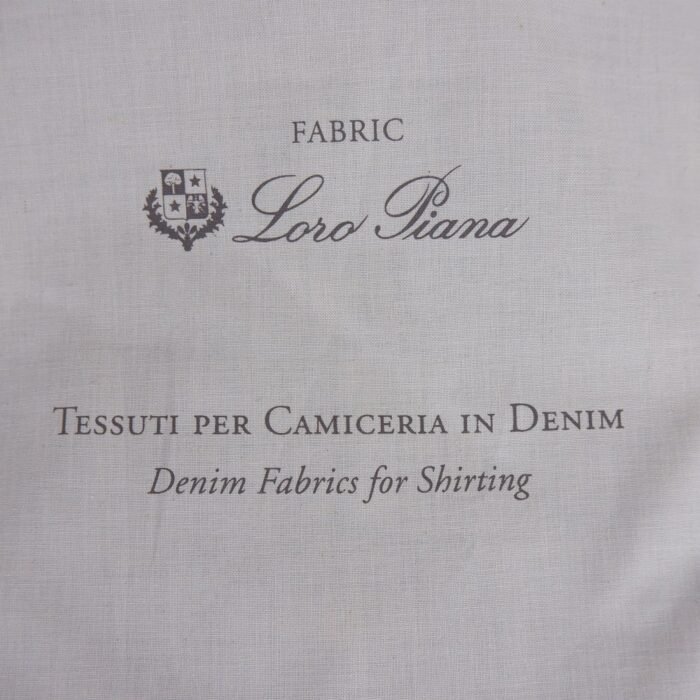 FABRIC
Loro Piana
TESSUTI PER CAMICERIA IN DENIM
Denim Fabrics for Shirting